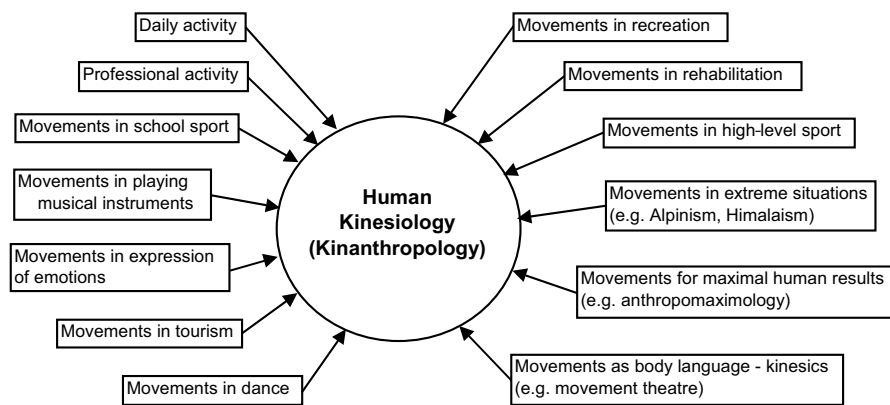 Daily activity
Professional activity
Movements in school sport
Movements in playing
musical instruments
Movements in expression
of emotions
Movements in tourism
Movements in dance
Human
Kinesiology
(Kinanthropology)
Movements in recreation
Movements in rehabilitation
Movements in high-level sport
Movements in extreme situations
(e.g. Alpinism, Himalaism)
Movements for maximal human results
(e.g. anthropomaximology)
Movements as body language - kinesics
(e.g. movement theatre)